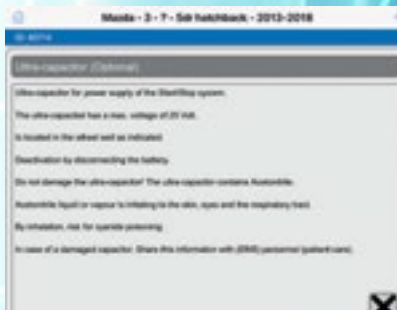 Mazda - 3 - ? - 5dr hatchback - 2013-2018
Ultra-capacitor (Optional)
Ultra-capacitor for power supply of the Start/Stop system.
The ultra-capacitor has a max. voltage of 25 Volt.
Is located in the wheel well as indicated.
Deactivation by disconnecting the battery.
Do not damage the ultra-capacitor! The ultra-capacitor contains Acetonitrile.
Acetonitrile liquid or vapour is irritating to the skin, eyes and the respiratory tract.
By inhalation, risk for cyanide poisoning.
In case of a damaged capacitor: Share this information with (EMS) personnel (patient care).